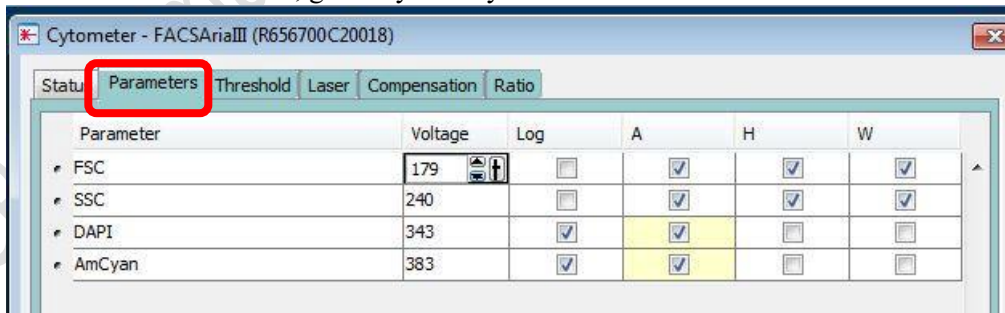 Cytometer - FACSAriaIII (R656700C20018)
Status Parameters Threshold Laser Compensation Ratio
Parameter Voltage Log A H W
FSC 179
SSC 240
DAPI 343
AmCyan 383